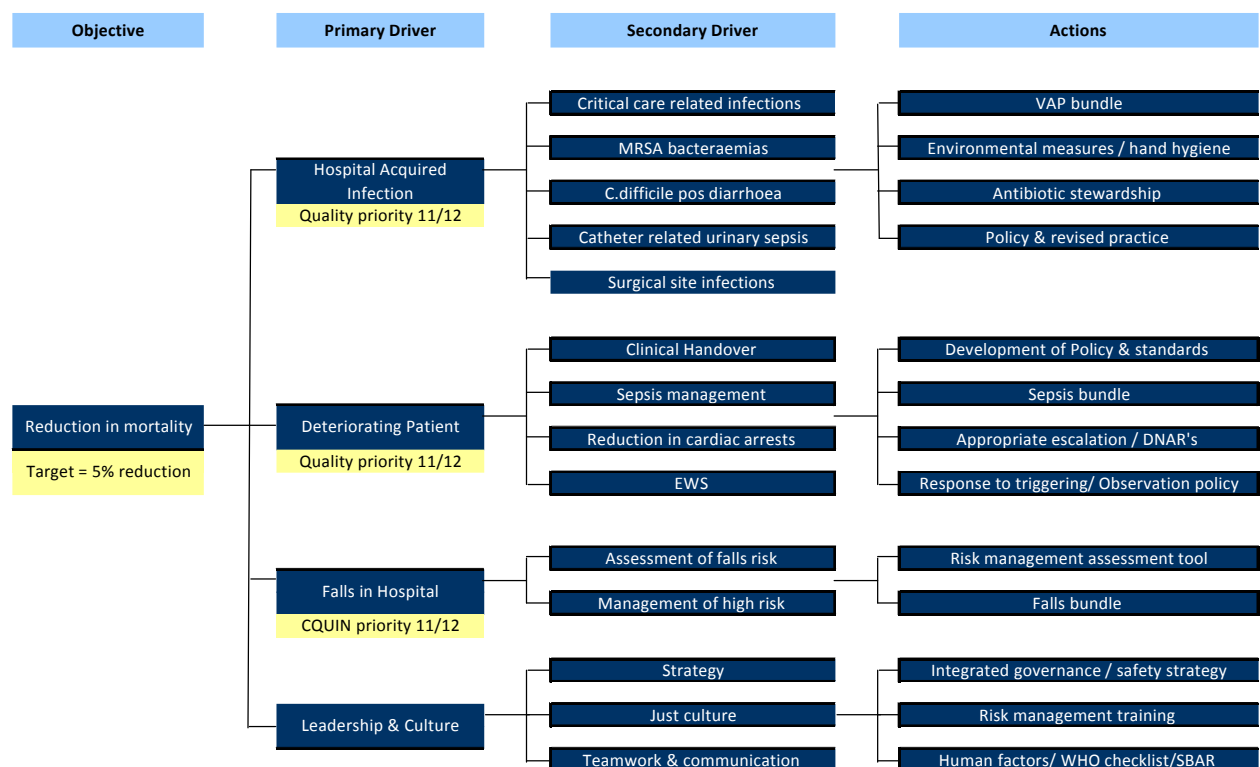 Objective
Primary Driver
Secondary Driver
Actions
Critical care related infections
VAP bundle
MRSA bacteraemias
Environmental measures / hand hygiene
Hospital Acquired
Infection
Quality priority 11/12
C.difficile pos diarrhoea
Antibiotic stewardship
Catheter related urinary sepsis
Policy & revised practice
Surgical site infections
Clinical Handover
Development of Policy & standards
Sepsis management
Sepsis bundle
Reduction in mortality
Target = 5% reduction
Deteriorating Patient
Quality priority 11/12
Reduction in cardiac arrests
Appropriate escalation / DNAR's
EWS
Response to triggering/ Observation policy
Assessment of falls risk
Risk management assessment tool
Falls in Hospital
CQUIN priority 11/12
Management of high risk
Falls bundle
Strategy
Integrated governance / safety strategy
Leadership & Culture
Just culture
Risk management training
Teamwork & communication
Human factors/ WHO checklist/SBAR